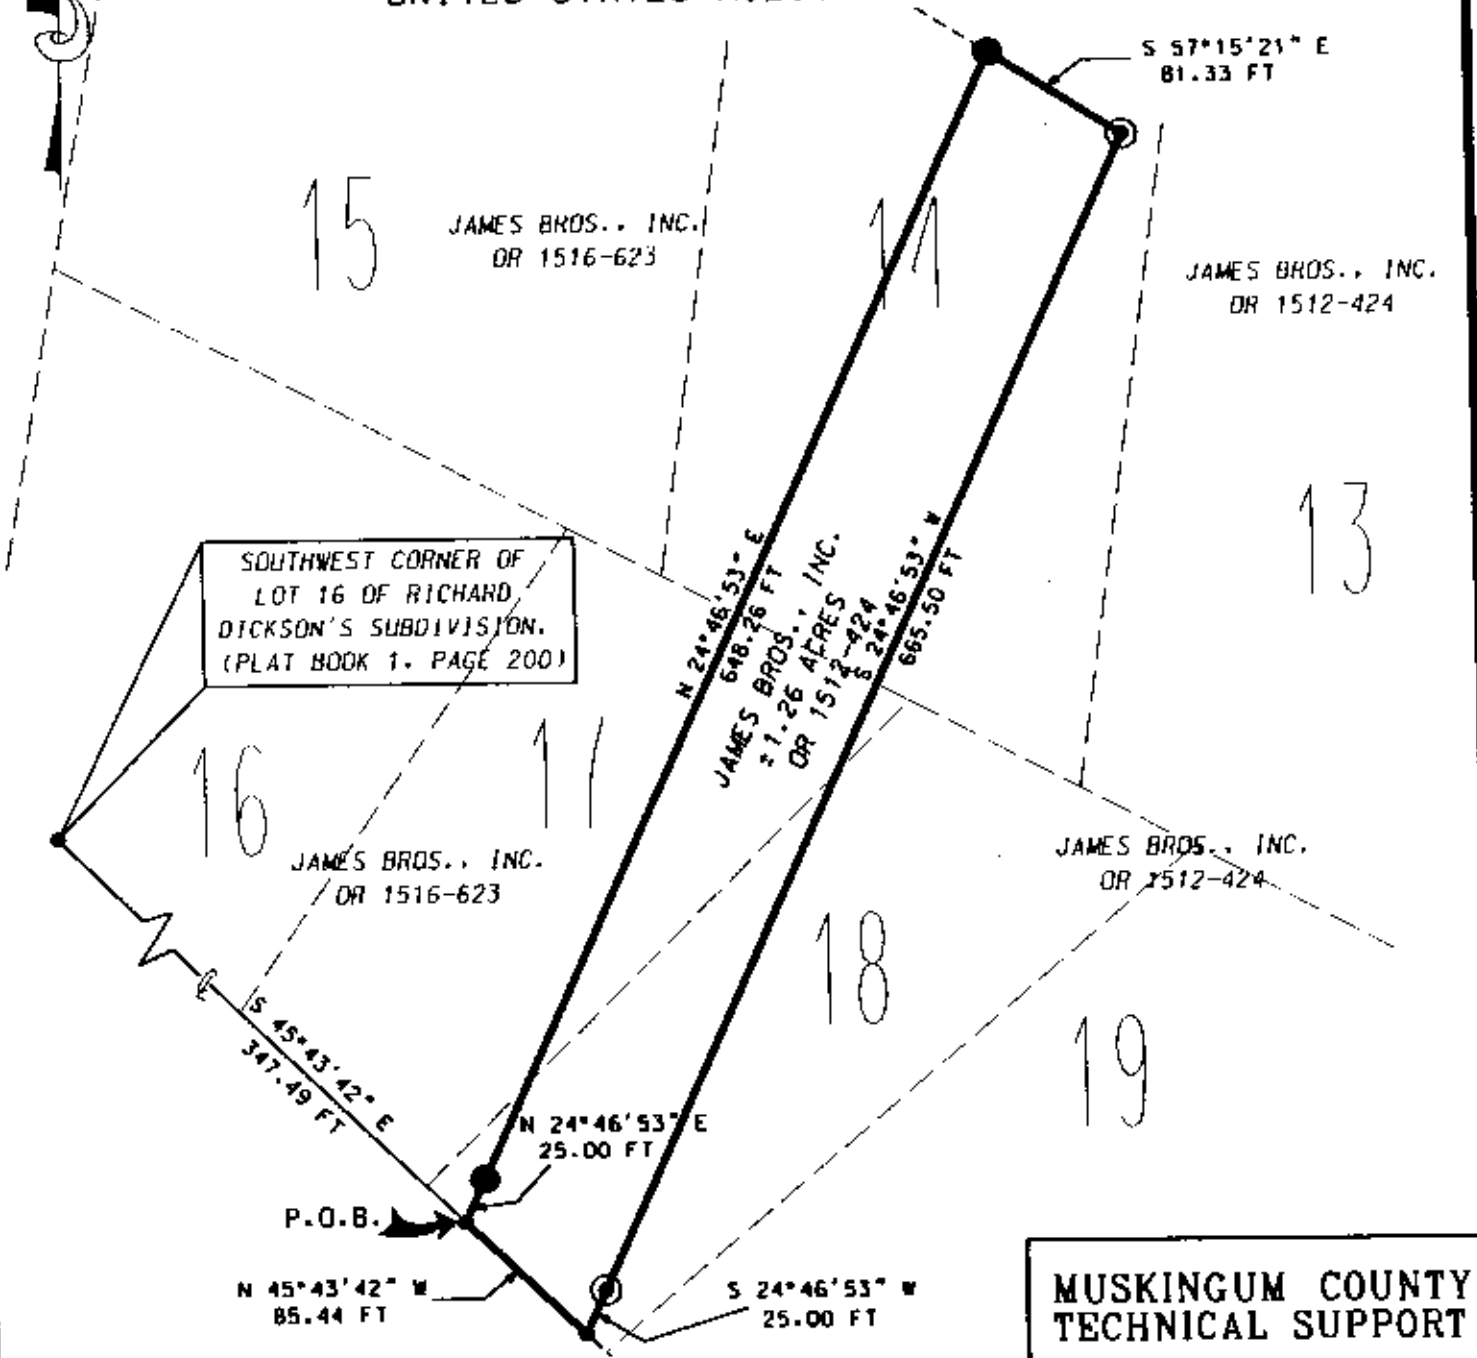 UNITED STATES
S 57°15'21" E
81.33 FT
15
JAMES BROS., INC.
OR 1516-623
11
JAMES BROS., INC.
OR 1512-424
13
SOUTHWEST CORNER OF
LOT 16 OF RICHARD
DICKSON'S SUBDIVISION.
(PLAT BOOK 1, PAGE 200)
N 24°46'53" E
648.26 FT
JAMES BROS., INC.
±1.26 ACRES
OR 1512-424
S 24°46'53" W
665.50 FT
16
17
JAMES BROS., INC.
OR 1516-623
JAMES BROS., INC.
OR 1512-424
18
19
S 45°43'42" E
347.49 FT
N 24°46'53" E
25.00 FT
P.O.B.
N 45°43'42" W
85.44 FT
S 24°46'53" W
25.00 FT
MUSKINGUM COUNTY
TECHNICAL SUPPORT